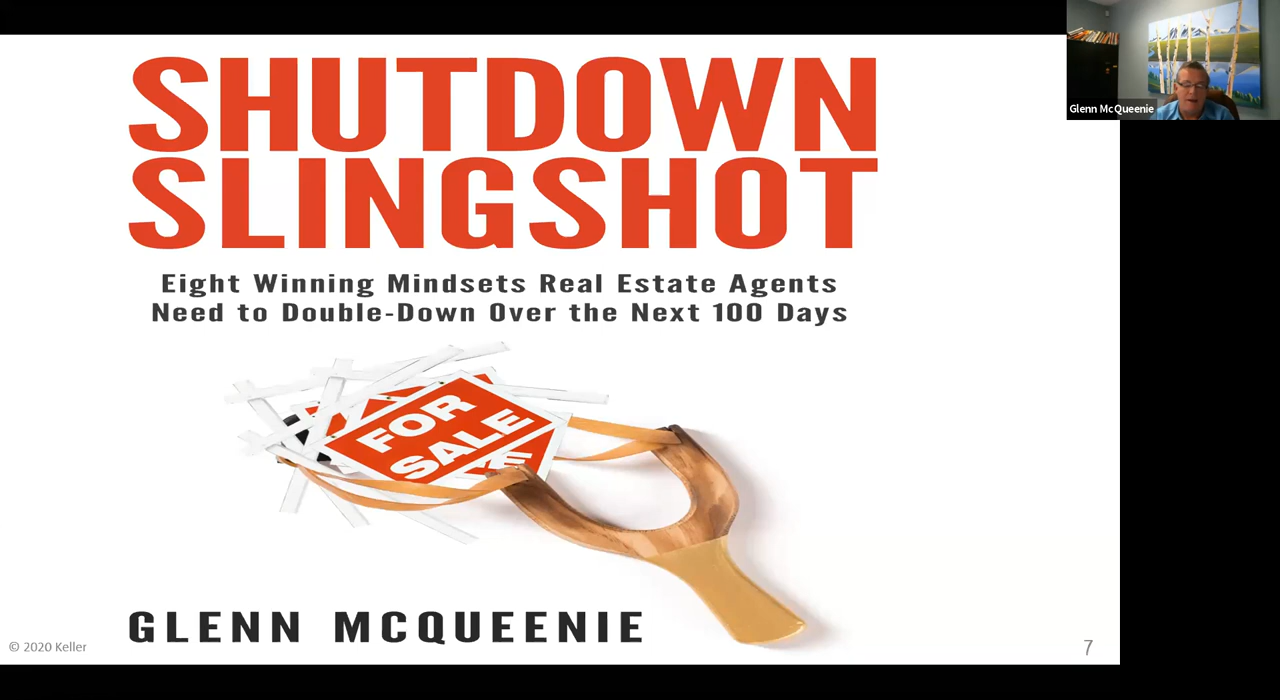 SHUTDOWN
SLINGSHOT
Eight Winning Mindsets Real Estate Agents
Need to Double-Down Over the Next 100 Days
FOR
SALE
GLENN MCQUEENIE
© 2020 Keller
7
Glenn McQueenie